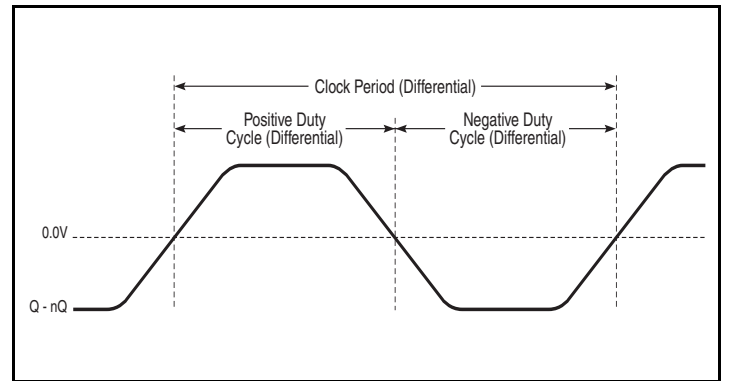 Clock Period (Differential)
Positive Duty
Cycle (Differential)
Negative Duty
Cycle (Differential)
0.0V
Q - nQ